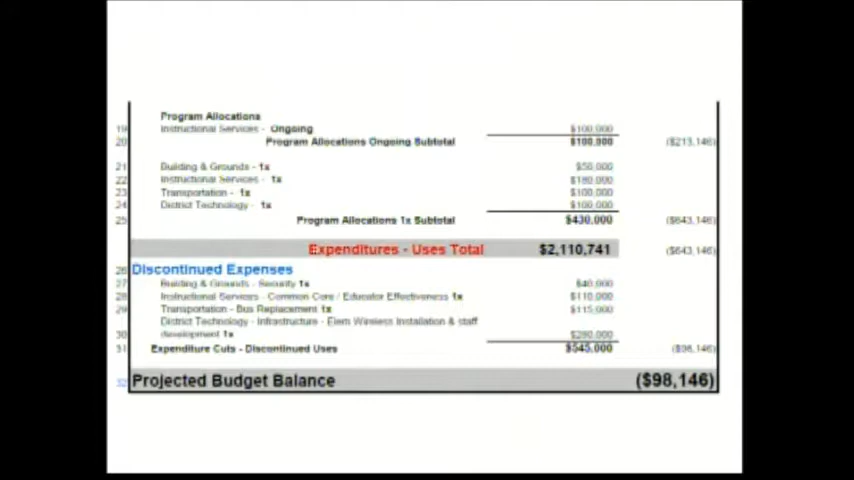 Program Allocations
19 Instructional Services - Ongoing $100,000
20 Program Allocations Ongoing Subtotal $100,000 ($213,146)
21 Building & Grounds - 1x $50,000
22 Instructional Services - 1x $180,000
23 Transportation - 1x $100,000
24 District Technology - 1x $100,000
25 Program Allocations 1x Subtotal $430,000 ($643,146)
Expenditures - Uses Total $2,110,741 ($643,146)
26 Discontinued Expenses
27 Building & Grounds - Security 1x $40,000
28 Instructional Services - Common Core / Educator Effectiveness 1x $110,000
29 Transportation - Bus Replacement 1x $115,000
District Technology - Infrastructure - Elem Wireless Installation & staff
30 development 1x $280,000
31 Expenditure Cuts - Discontinued Uses $545,000 ($98,146)
32 Projected Budget Balance ($98,146)